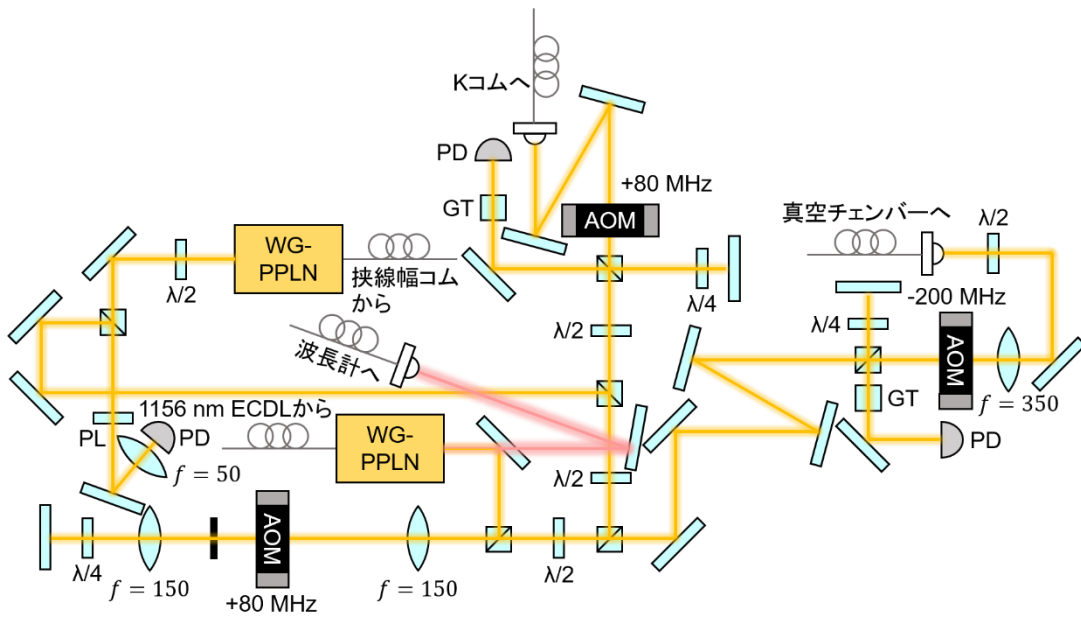 Kコムへ
PD
+80 MHz
GT
AOM
真空チェンバーへ
λ/2
WG-
PPLN
λ/2
狭線幅コム
から
λ/4
-200 MHz
λ/4
λ/2
AOM
波長計へ
GT
f = 350
1156 nm ECDLから
PL
PD
WG-
PPLN
PD
f = 50
λ/2
AOM
λ/4
f = 150
f = 150
λ/2
+80 MHz